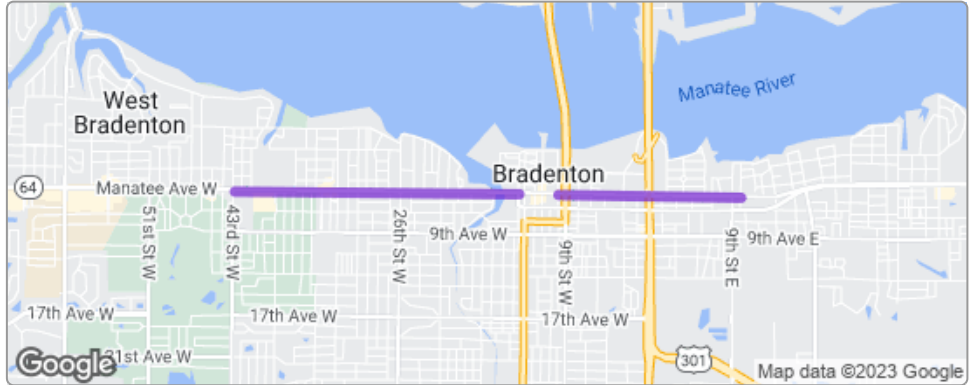 Manatee River
West
Bradenton
Bradenton
64
Manatee Ave W
51st St W
43rd St W
26th St W
9th Ave W
9th St W
9th St E
9th Ave E
17th Ave W
17th Ave W
17th Ave W
21st Ave W
301
Google
Map data ©2023 Google